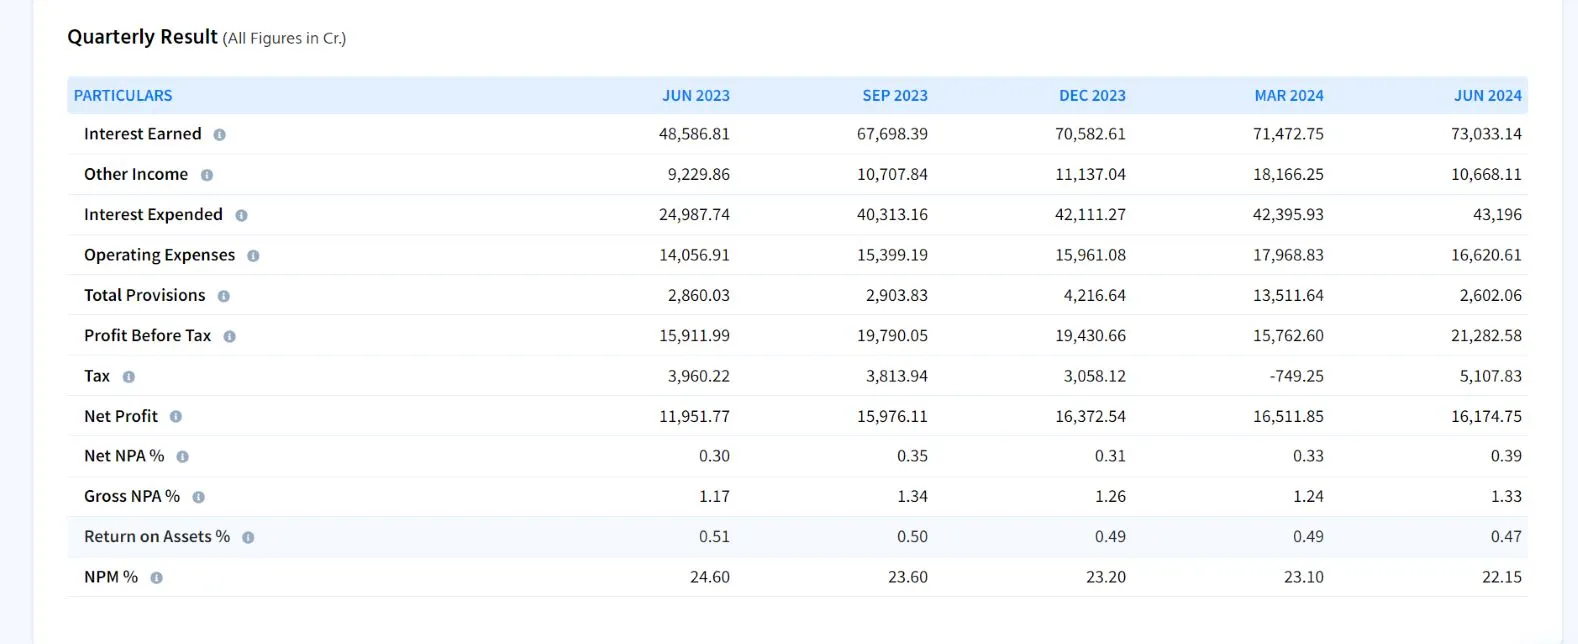 Quarterly Result (All Figures in Cr.)
PARTICULARS JUN 2023 SEP 2023 DEC 2023 MAR 2024 JUN 2024
Interest Earned 48,586.81 67,698.39 70,582.61 71,472.75 73,033.14
Other Income 9,229.86 10,707.84 11,137.04 18,166.25 10,668.11
Interest Expended 24,987.74 40,313.16 42,111.27 42,395.93 43,196
Operating Expenses 14,056.91 15,399.19 15,961.08 17,968.83 16,620.61
Total Provisions 2,860.03 2,903.83 4,216.64 13,511.64 2,602.06
Profit Before Tax 15,911.99 19,790.05 19,430.66 15,762.60 21,282.58
Tax 3,960.22 3,813.94 3,058.12 -749.25 5,107.83
Net Profit 11,951.77 15,976.11 16,372.54 16,511.85 16,174.75
Net NPA % 0.30 0.35 0.31 0.33 0.39
Gross NPA % 1.17 1.34 1.26 1.24 1.33
Return on Assets % 0.51 0.50 0.49 0.49 0.47
NPM % 24.60 23.60 23.20 23.10 22.15